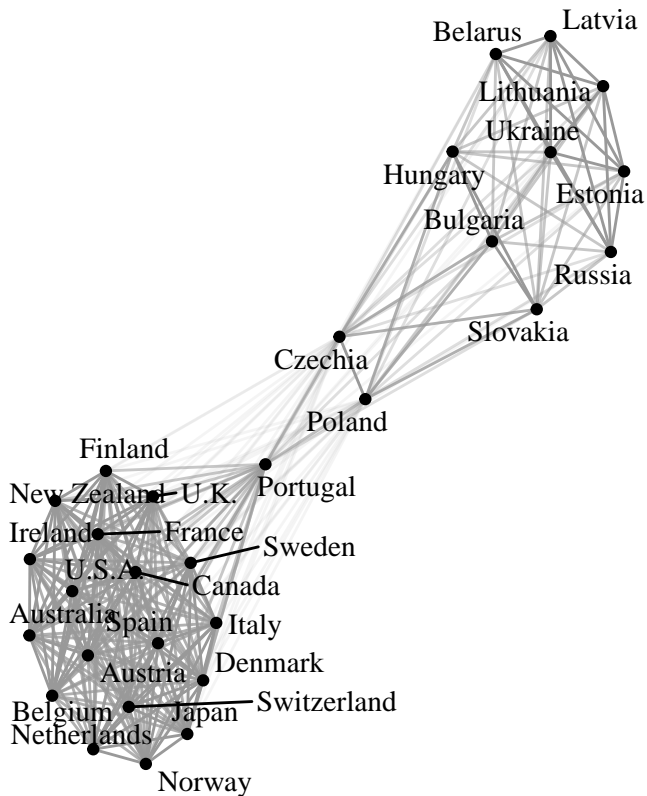 Latvia
Belarus
Lithuania
Ukraine
Hungary
Estonia
Bulgaria
Russia
Slovakia
Czechia
Poland
Finland
Portugal
New Zealand
U.K.
Ireland
France
Sweden
U.S.A.
Canada
Australia
Spain
Italy
Austria
Denmark
Switzerland
Belgium
Japan
Netherlands
Norway